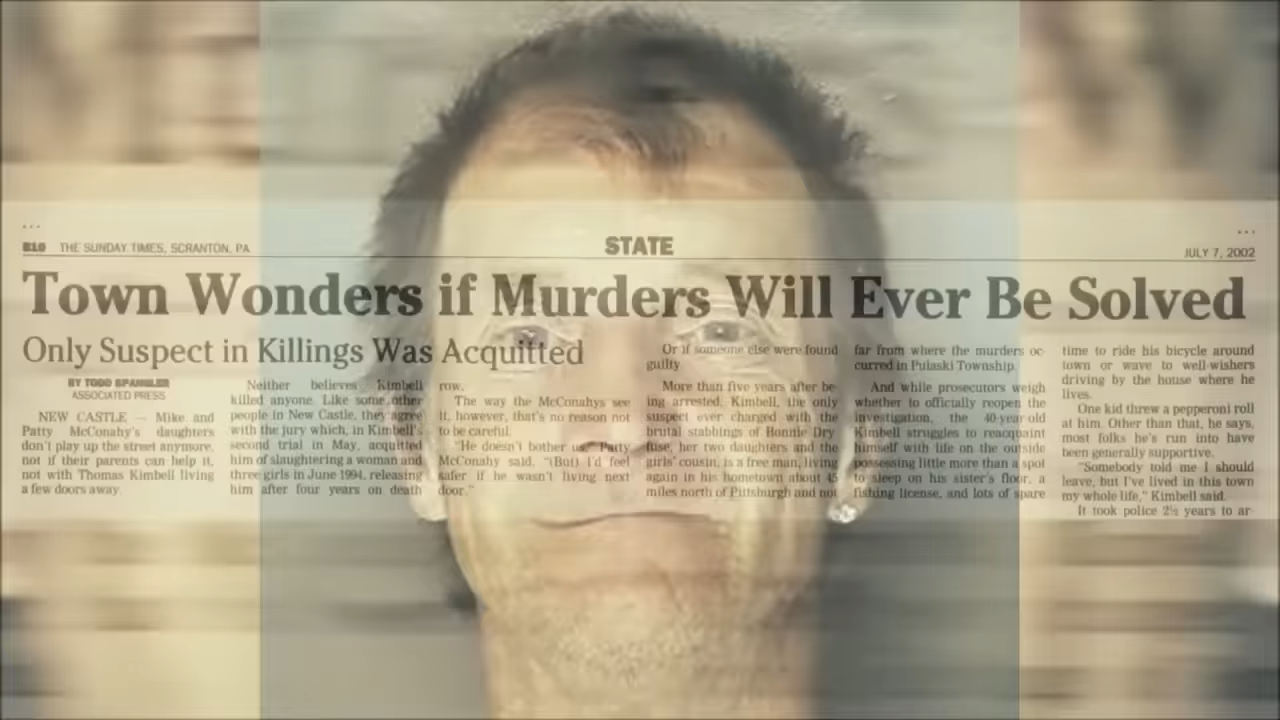 B10 THE SUNDAY TIMES, SCRANTON, PA
STATE
JULY 7, 2002
Town Wonders if Murders Will Ever Be Solved
Only Suspect in Killings Was Acquitted
BY TODD SPANGLER
ASSOCIATED PRESS
NEW CASTLE — Mike and
Patty McConahy's daughters
don't play up the street anymore,
not if their parents can help it,
not with Thomas Kimbell living
a few doors away.
Neither believes Kimbell
killed anyone. Like some other
people in New Castle, they agree
with the jury which, in Kimbell's
second trial in May, acquitted
him of slaughtering a woman and
three girls in June 1994, releasing
him after four years on death
row.
The way the McConahys see
it, however, that's no reason not
to be careful.
"He doesn't bother us," Patty
McConahy said. "(But) I'd feel
safer if he wasn't living next
door."
Or if someone else were found
guilty.
More than five years after be-
ing arrested, Kimbell, the only
suspect ever charged with the
brutal stabbings of Bonnie Dry
fuse, her two daughters and the
girls' cousin, is a free man, living
again in his hometown about 45
miles north of Pittsburgh and not
far from where the murders oc-
curred in Pulaski Township.
And while prosecutors weigh
whether to officially reopen the
investigation, the 40-year-old
Kimbell struggles to reacquaint
himself with life on the outside
possessing little more than a spot
to sleep on his sister's floor, a
fishing license, and lots of spare
time to ride his bicycle around
town or wave to well-wishers
driving by the house where he
lives.
One kid threw a pepperoni roll
at him. Other than that, he says,
most folks he's run into have
been generally supportive.
"Somebody told me I should
leave, but I've lived in this town
my whole life," Kimbell said.
It took police 2½ years to ar-